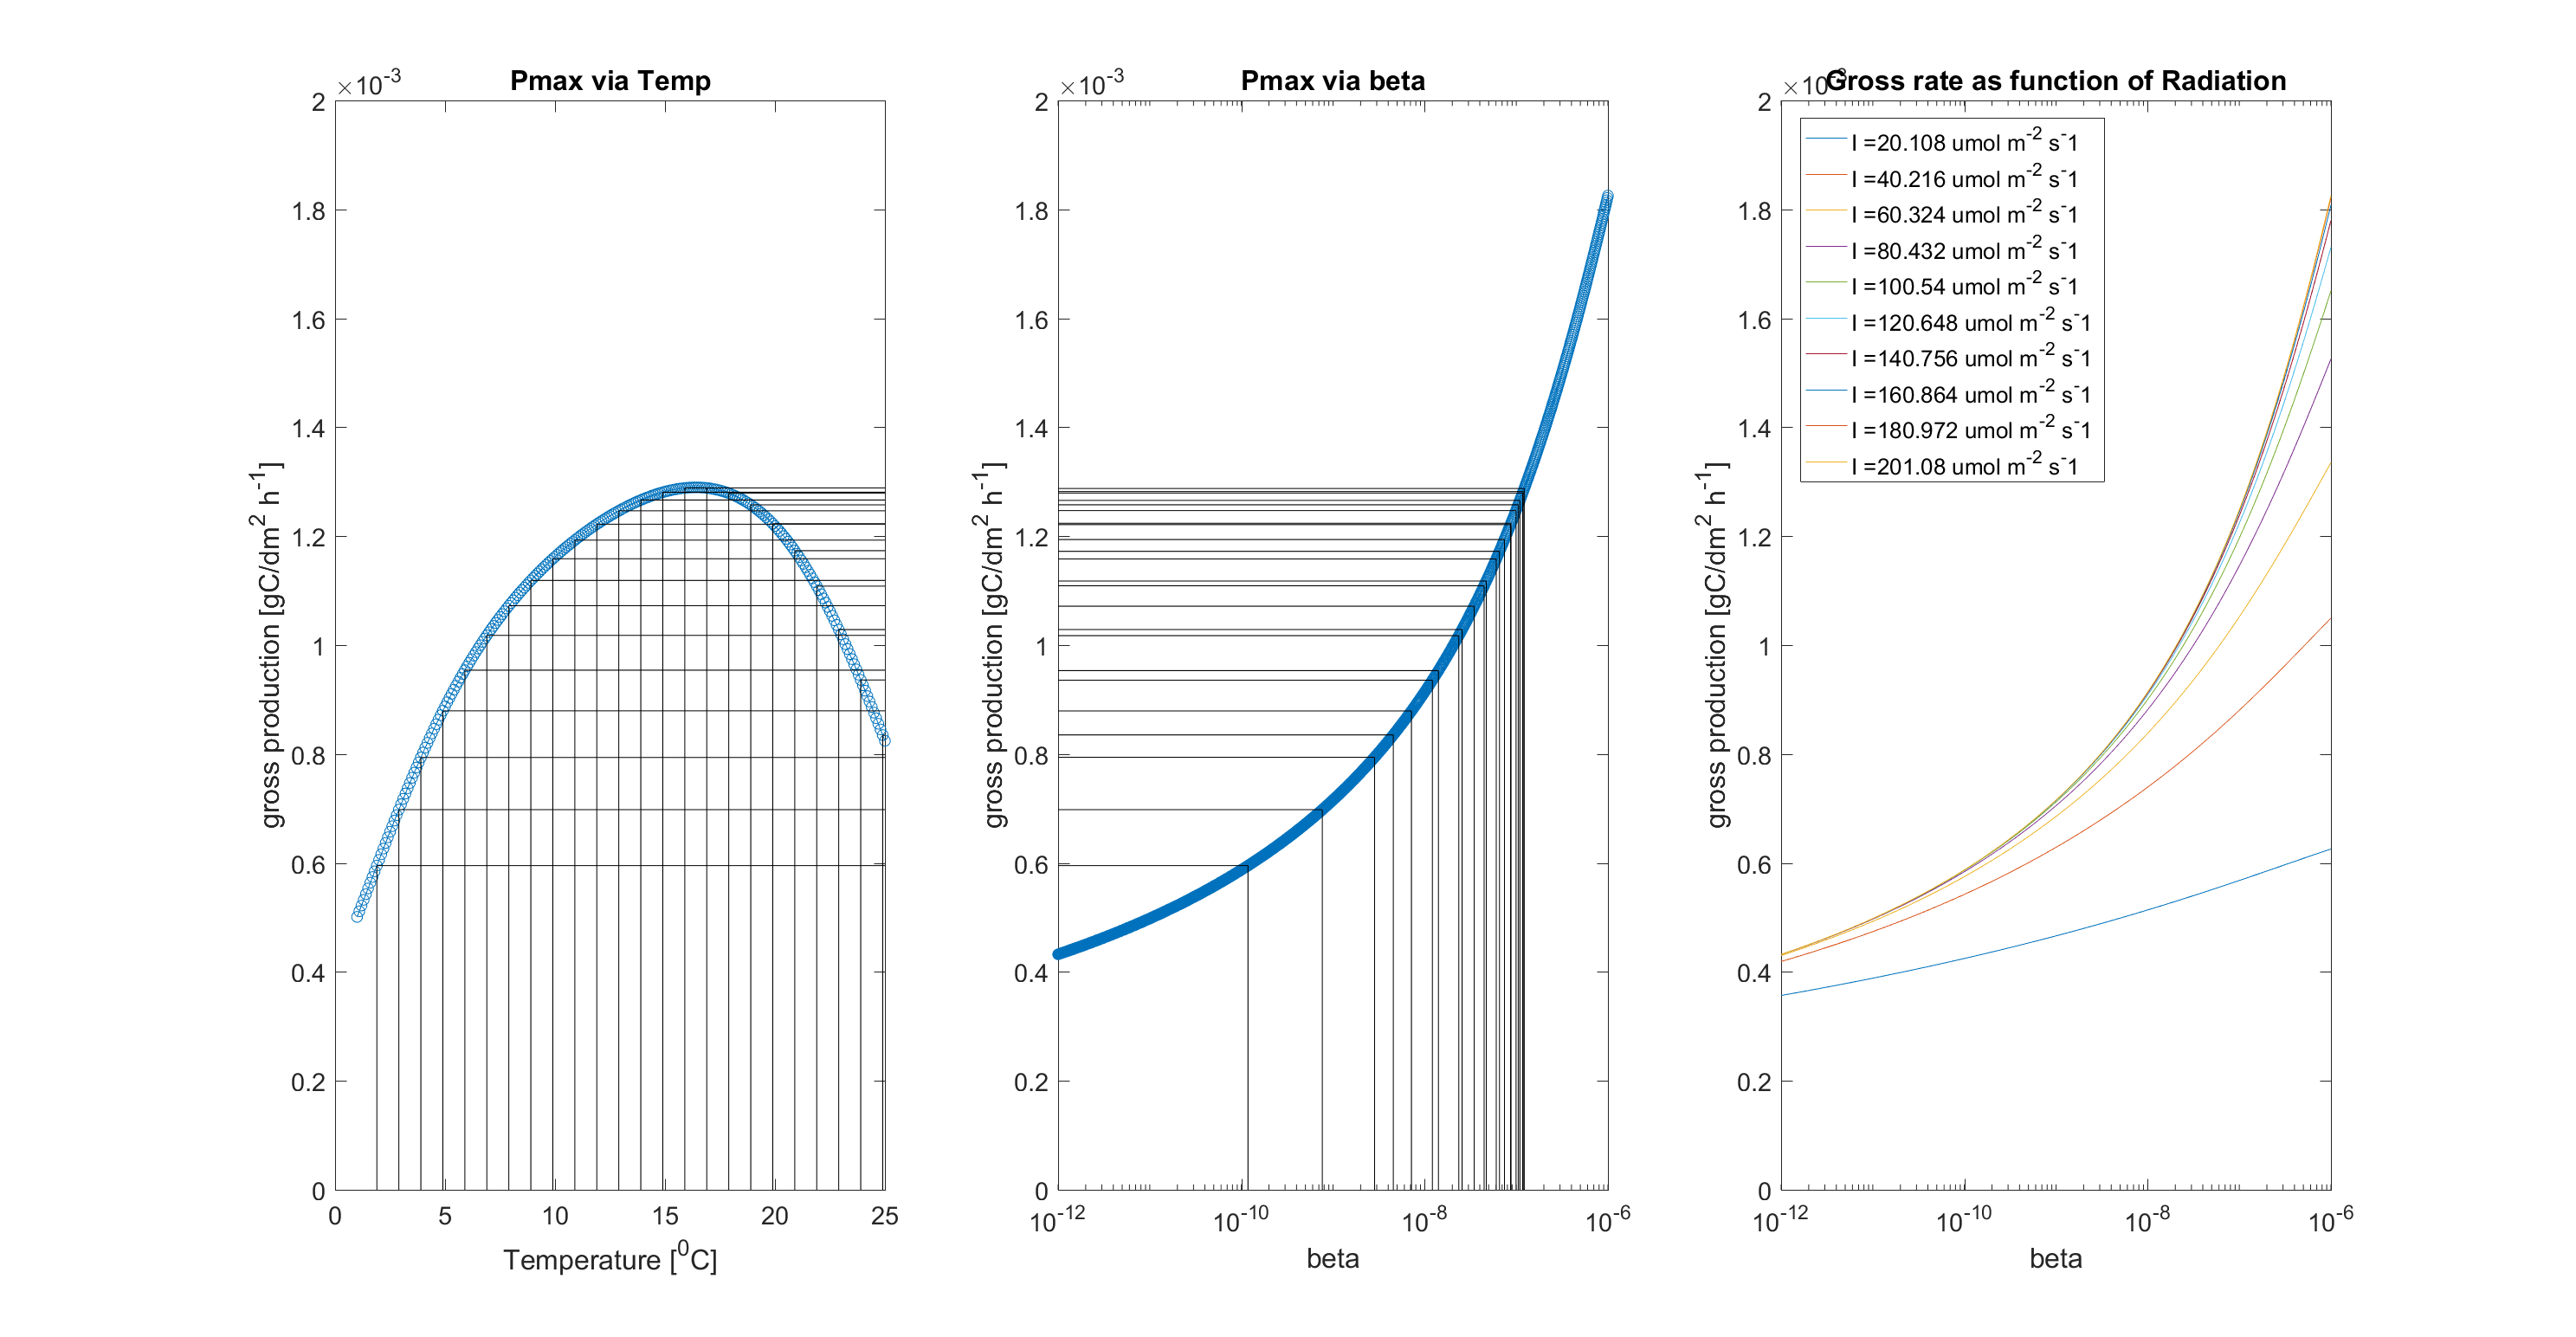 Pmax via Temp
×10-3
2
1.8
1.6
1.4
1.2
1
0.8
0.6
0.4
0.2
0
gross production [gC/dm2 h-1]
0 5 10 15 20 25
Temperature [0C]
Pmax via beta
×10-3
2
1.8
1.6
1.4
1.2
1
0.8
0.6
0.4
0.2
0
gross production [gC/dm2 h-1]
10-12 10-10 10-8 10-6
beta
Gross rate as function of Radiation
×10-3
2
1.8
1.6
1.4
1.2
1
0.8
0.6
0.4
0.2
0
gross production [gC/dm2 h-1]
I =20.108 umol m-2 s-1
I =40.216 umol m-2 s-1
I =60.324 umol m-2 s-1
I =80.432 umol m-2 s-1
I =100.54 umol m-2 s-1
I =120.648 umol m-2 s-1
I =140.756 umol m-2 s-1
I =160.864 umol m-2 s-1
I =180.972 umol m-2 s-1
I =201.08 umol m-2 s-1
10-12 10-10 10-8 10-6
beta